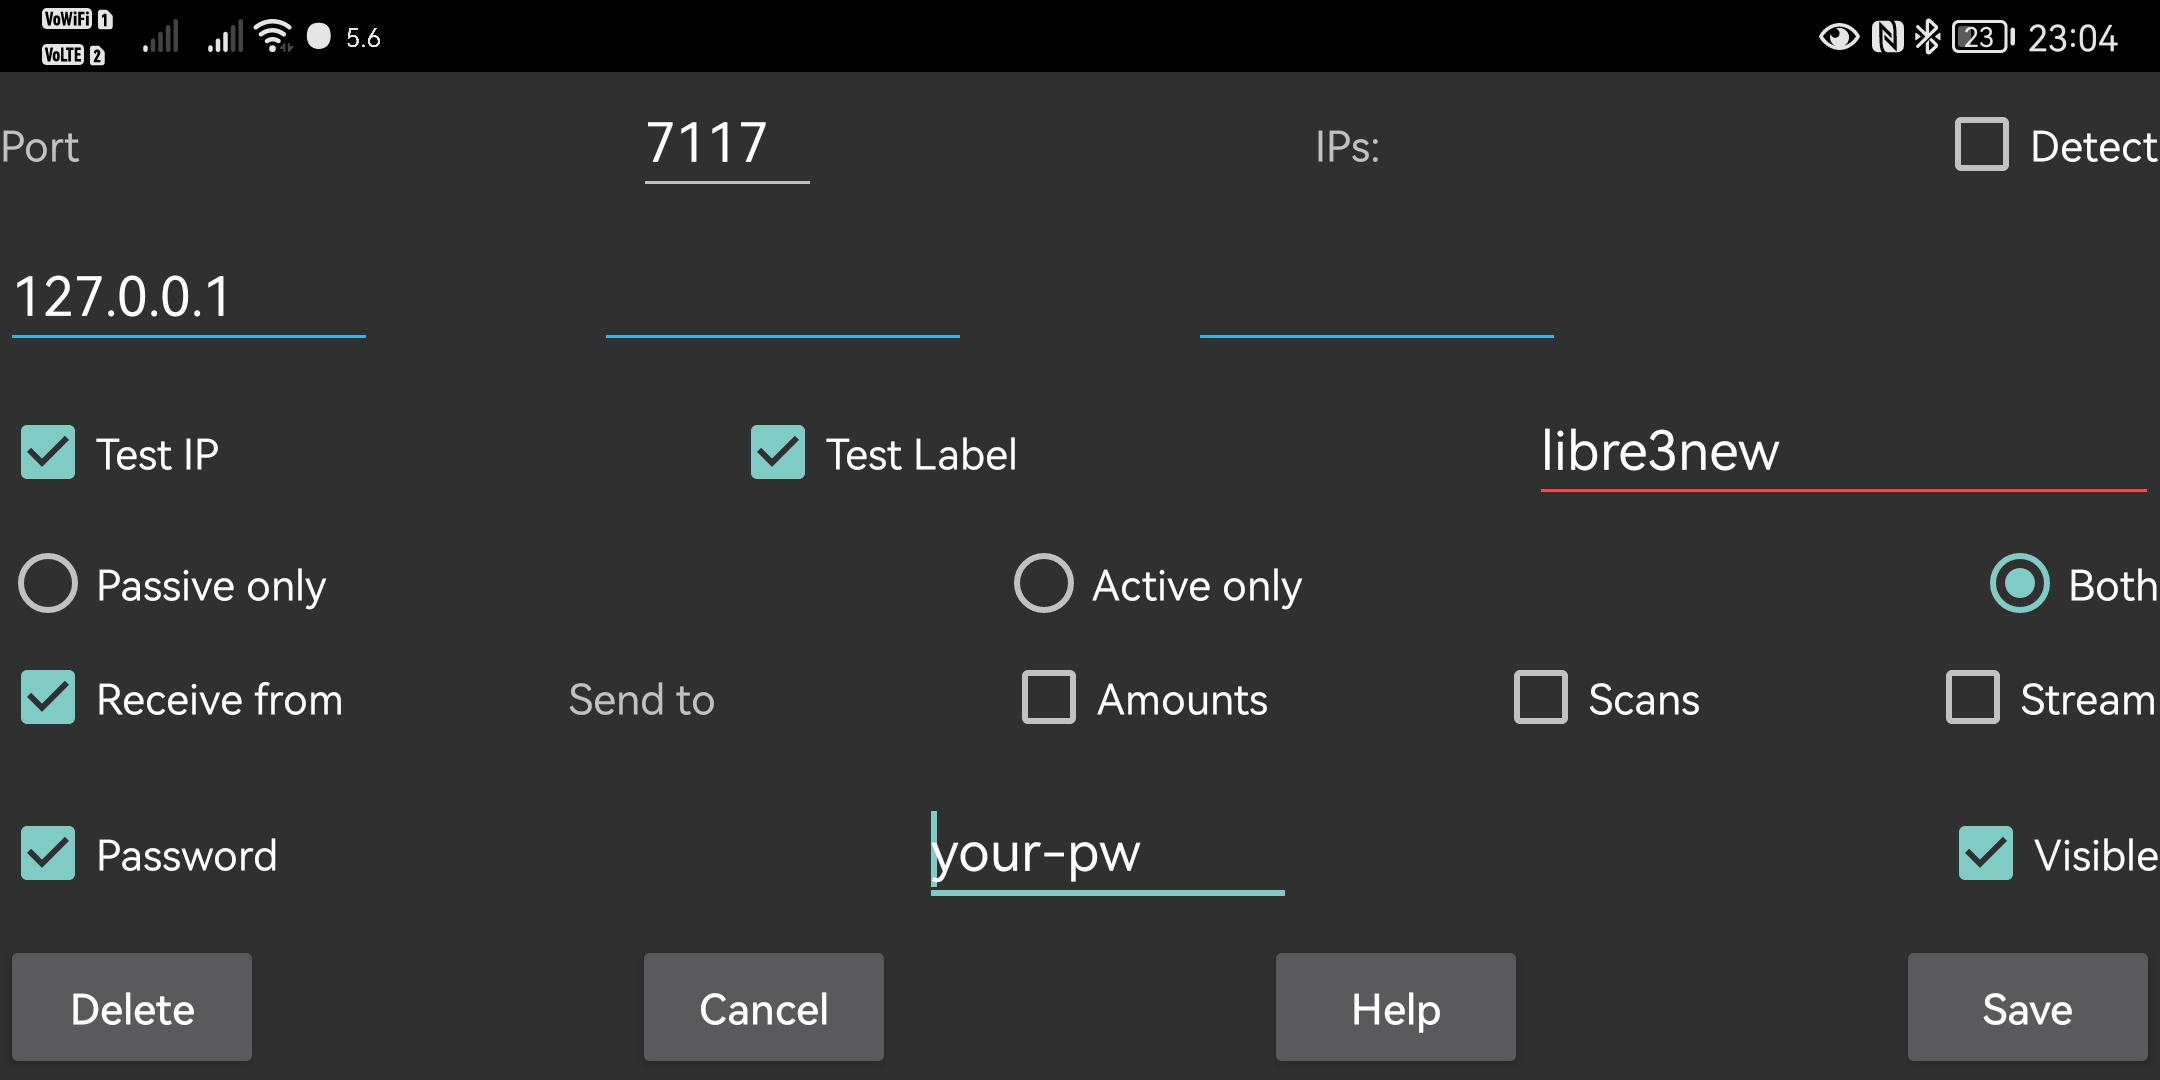 VoWiFi 1
VoLTE 2
5.6
23
23:04
Port 7117 IPs: Detect
127.0.0.1
Test IP Test Label libre3new
Passive only Active only Both
Receive from Send to Amounts Scans Stream
Password your-pw Visible
Delete Cancel Help Save